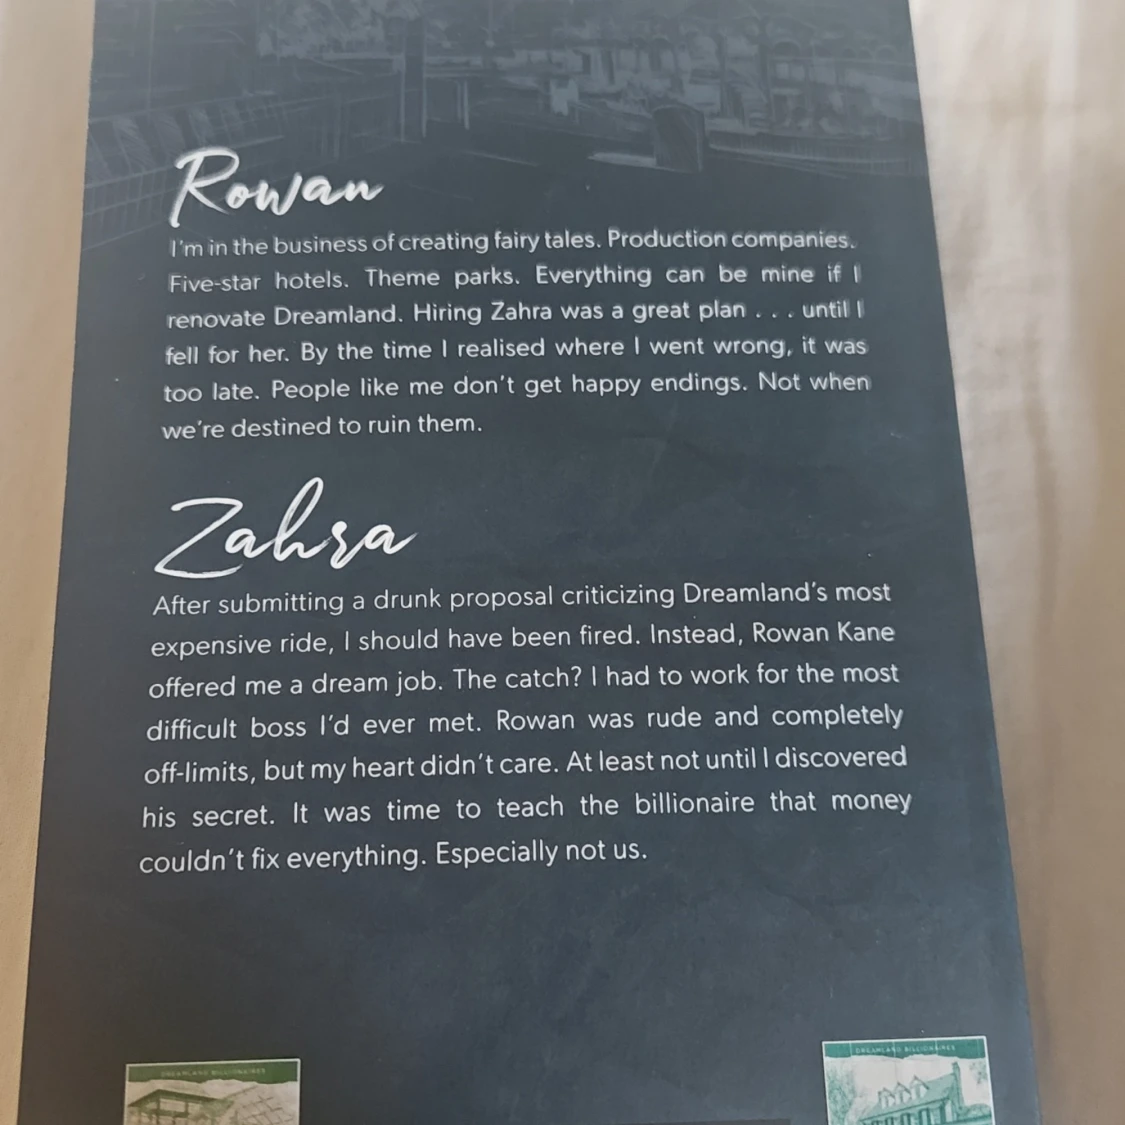 Rowan
I'm in the business of creating fairy tales. Production companies.
Five-star hotels. Theme parks. Everything can be mine if I
renovate Dreamland. Hiring Zahra was a great plan . . . until I
fell for her. By the time I realised where I went wrong, it was
too late. People like me don't get happy endings. Not when
we're destined to ruin them.
Zahra
After submitting a drunk proposal criticizing Dreamland's most
expensive ride, I should have been fired. Instead, Rowan Kane
offered me a dream job. The catch? I had to work for the most
difficult boss I'd ever met. Rowan was rude and completely
off-limits, but my heart didn't care. At least not until I discovered
his secret. It was time to teach the billionaire that money
couldn't fix everything. Especially not us.
DREAMLAND BILLIONAIRES
DREAMLAND BILLIONAIRES